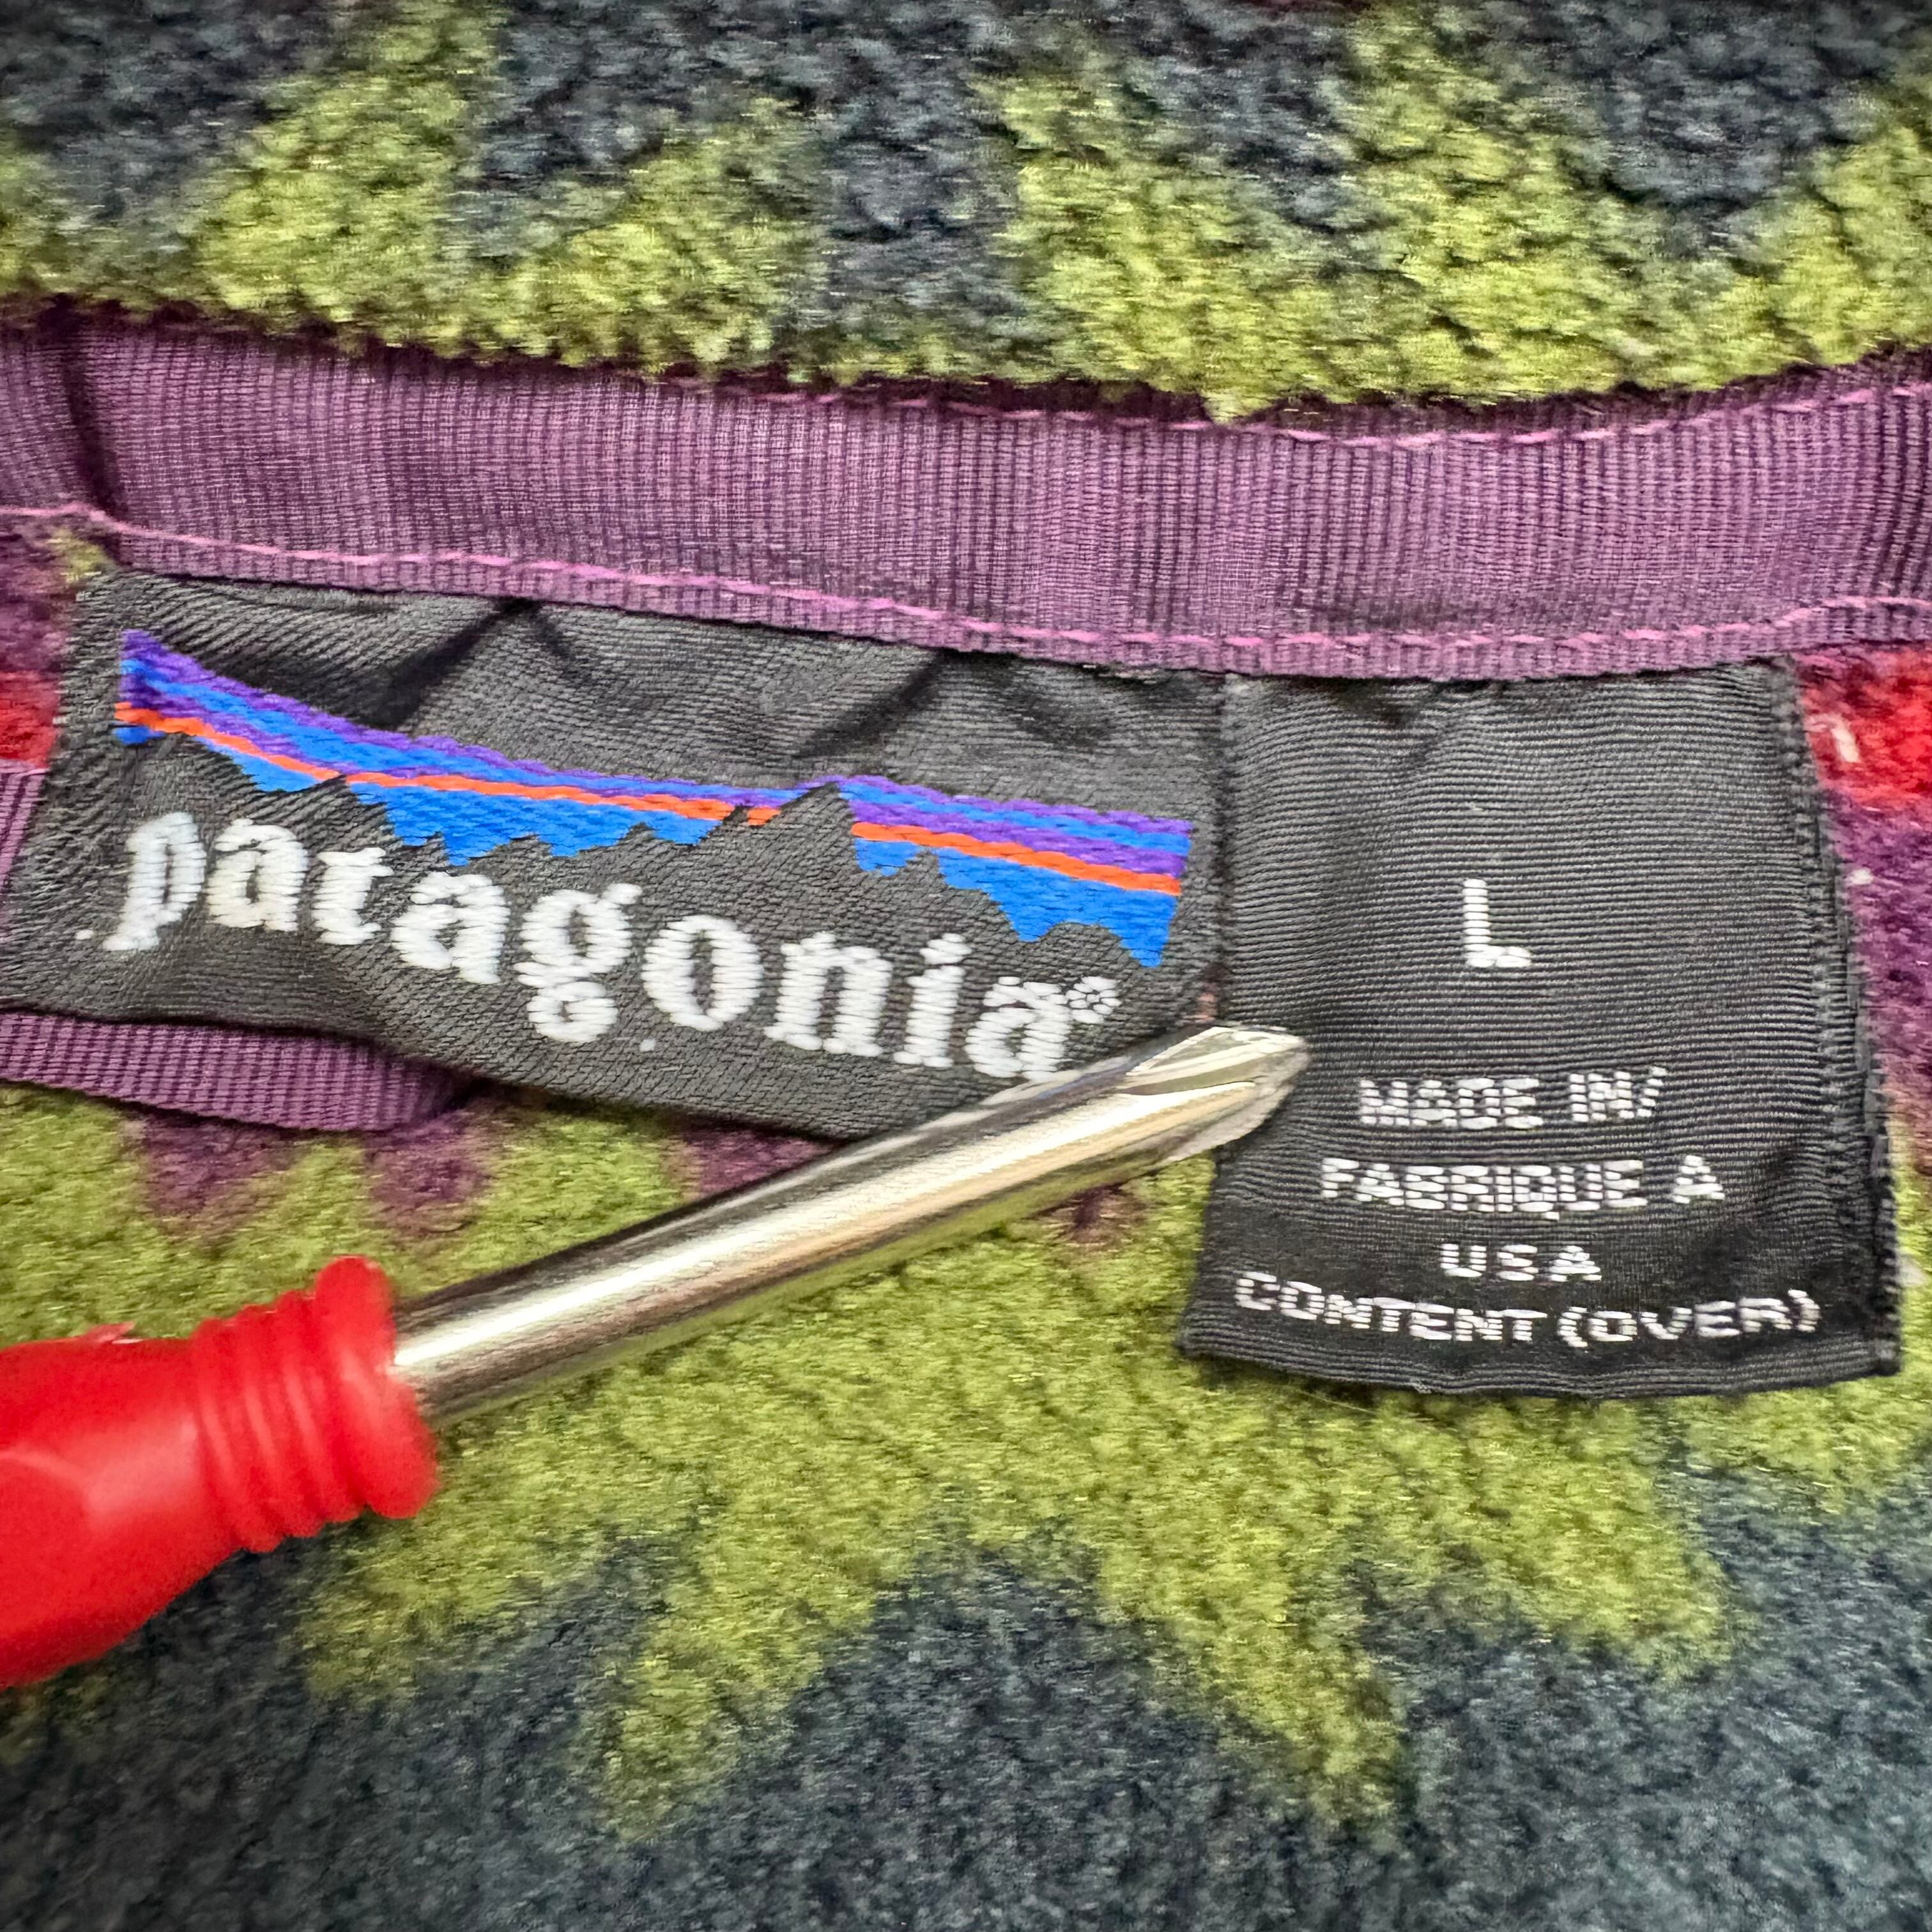 patagonia®
L
MADE IN/
FABRIQUE A
USA
CONTENT (OVER)